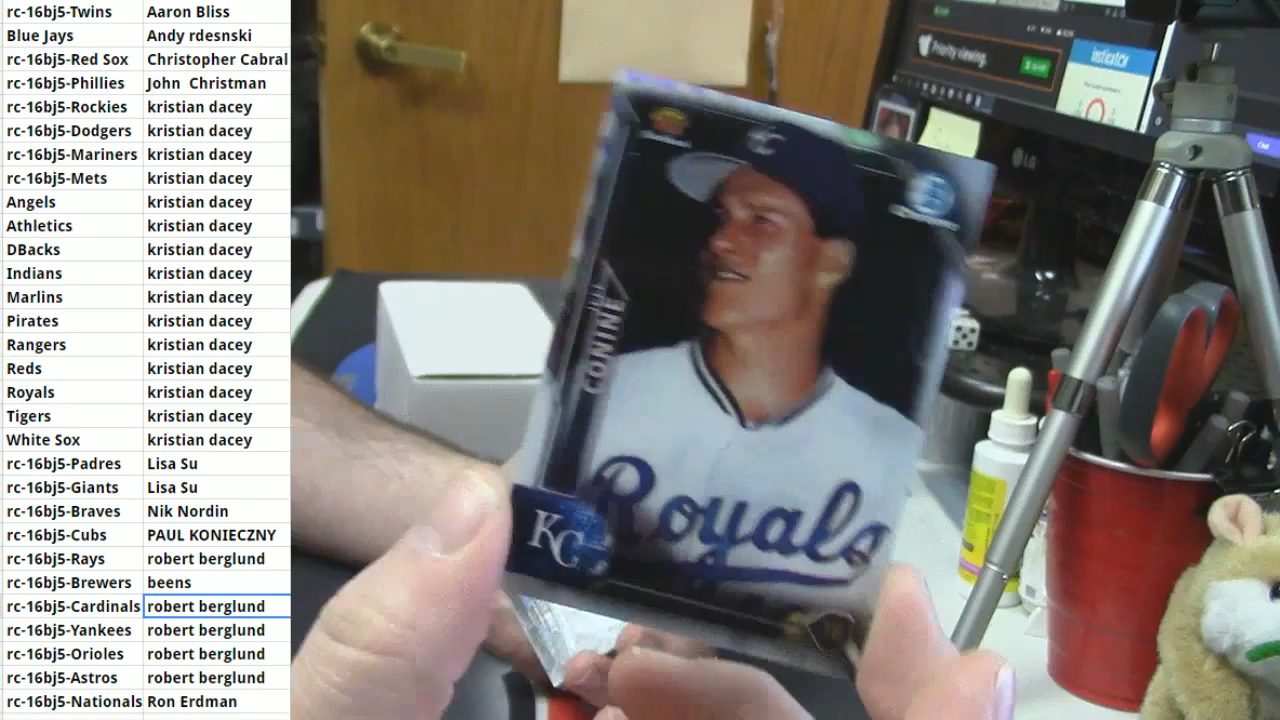 rc-16bj5-Twins Aaron Bliss
Blue Jays Andy rdesnski
rc-16bj5-Red Sox Christopher Cabral
rc-16bj5-Phillies John Christman
rc-16bj5-Rockies kristian dacey
rc-16bj5-Dodgers kristian dacey
rc-16bj5-Mariners kristian dacey
rc-16bj5-Mets kristian dacey
Angels kristian dacey
Athletics kristian dacey
DBacks kristian dacey
Indians kristian dacey
Marlins kristian dacey
Pirates kristian dacey
Rangers kristian dacey
Reds kristian dacey
Royals kristian dacey
Tigers kristian dacey
White Sox kristian dacey
rc-16bj5-Padres Lisa Su
rc-16bj5-Giants Lisa Su
rc-16bj5-Braves Nik Nordin
rc-16bj5-Cubs PAUL KONIECZNY
rc-16bj5-Rays robert berglund
rc-16bj5-Brewers beens
rc-16bj5-Cardinals robert berglund
rc-16bj5-Yankees robert berglund
rc-16bj5-Orioles robert berglund
rc-16bj5-Astros robert berglund
rc-16bj5-Nationals Ron Erdman
KC
CONINE
Royals
KC
Priority viewing.
insticator
LG
Chat